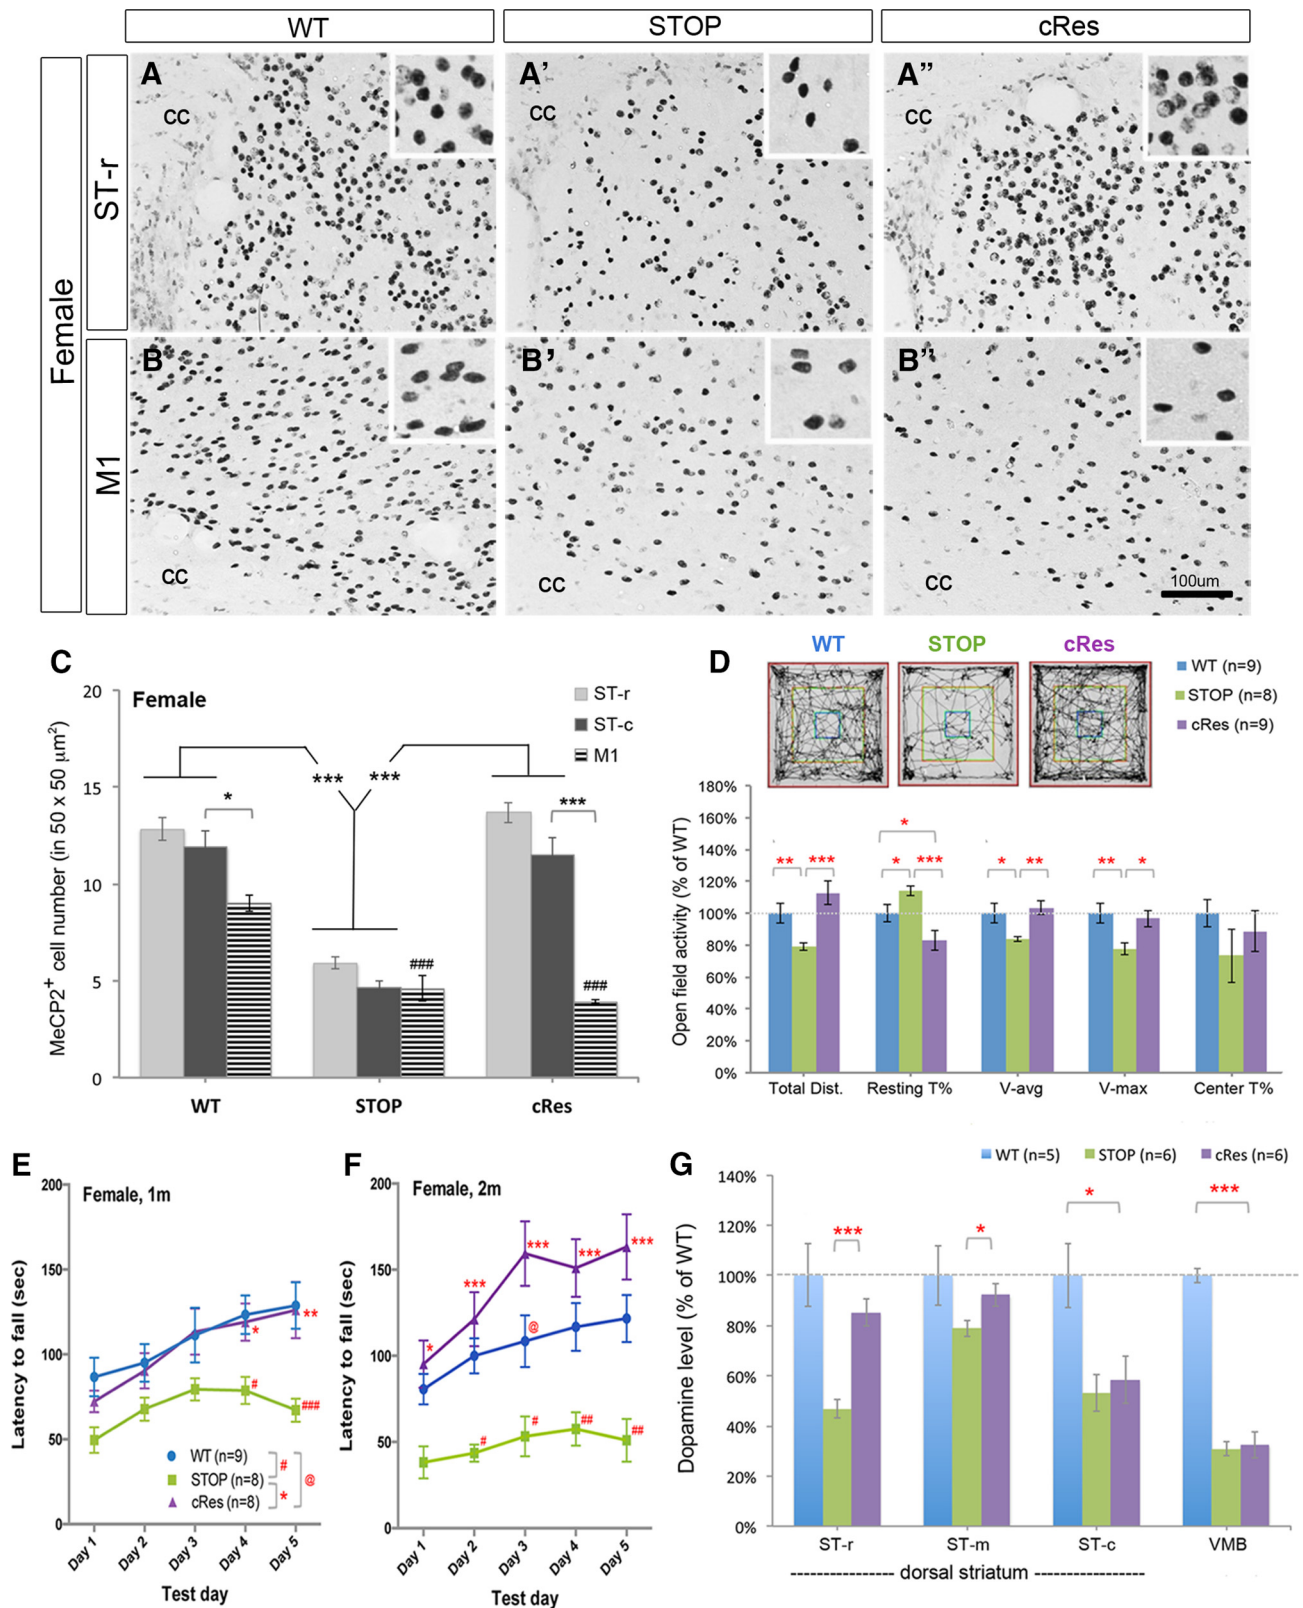 WT STOP cRes
Female
ST-r
A
CC
A'
CC
A"
CC
M1
B
CC
B'
CC
B"
CC
100um
C
Female
ST-r
ST-c
M1
MeCP2+ cell number (in 50 x 50 µm2)
20
15
10
5
0
*** ***
*
***
###
###
WT STOP cRes
D
WT STOP cRes
WT (n=9)
STOP (n=8)
cRes (n=9)
Open field activity (% of WT)
180%
160%
140%
120%
100%
80%
60%
40%
20%
0%
*
** *** * *** * ** ** *
Total Dist. Resting T% V-avg V-max Center T%
E
Female, 1m
Latency to fall (sec)
200
150
100
50
0
**
*
#
###
WT (n=9)
STOP (n=8)
cRes (n=8)
#
*
@
Day 1 Day 2 Day 3 Day 4 Day 5
Test day
F
Female, 2m
Latency to fall (sec)
200
150
100
50
0
* *** *** *** ***
@
# # ## ##
Day 1 Day 2 Day 3 Day 4 Day 5
Test day
G
WT (n=5) STOP (n=6) cRes (n=6)
Dopamine level (% of WT)
140%
120%
100%
80%
60%
40%
20%
0%
*** * * ***
ST-r ST-m ST-c VMB
dorsal striatum